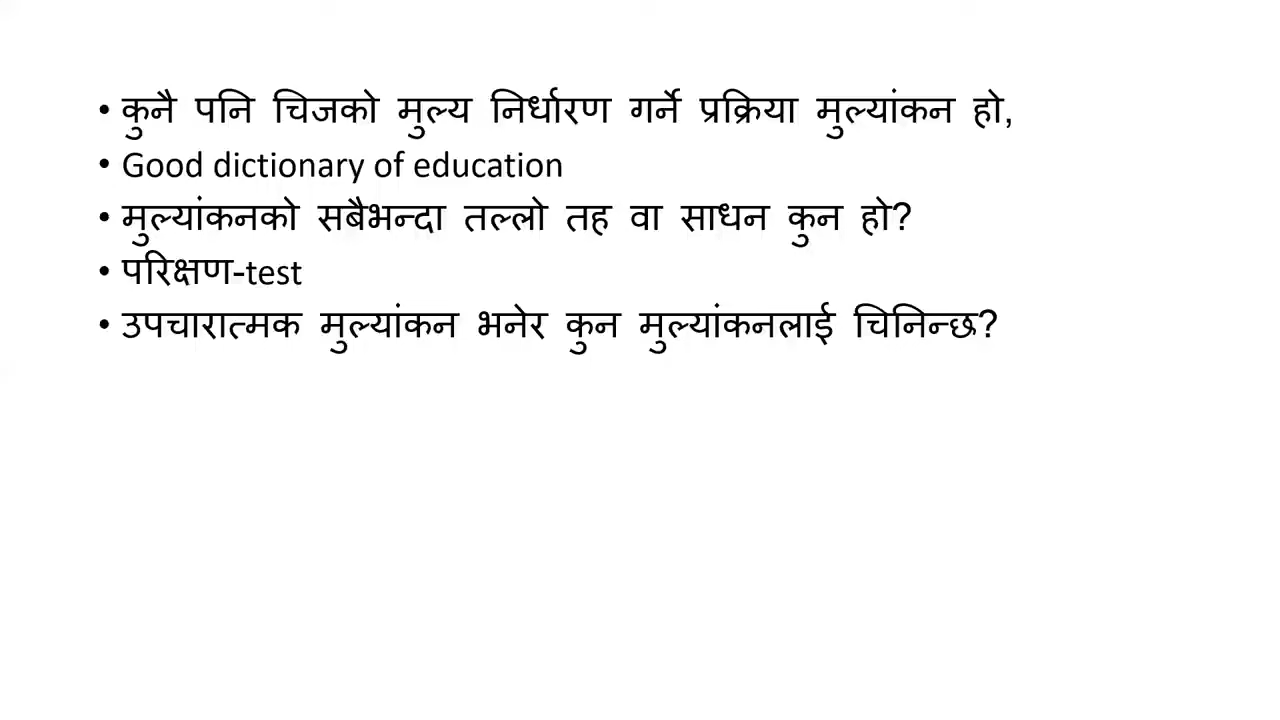 • कुनै पनि चिजको मुल्य निर्धारण गर्ने प्रक्रिया मुल्यांकन हो,
• Good dictionary of education
• मुल्यांकनको सबैभन्दा तल्लो तह वा साधन कुन हो?
• परिक्षण-test
• उपचारात्मक मुल्यांकन भनेर कुन मुल्यांकनलाई चिनिन्छ?